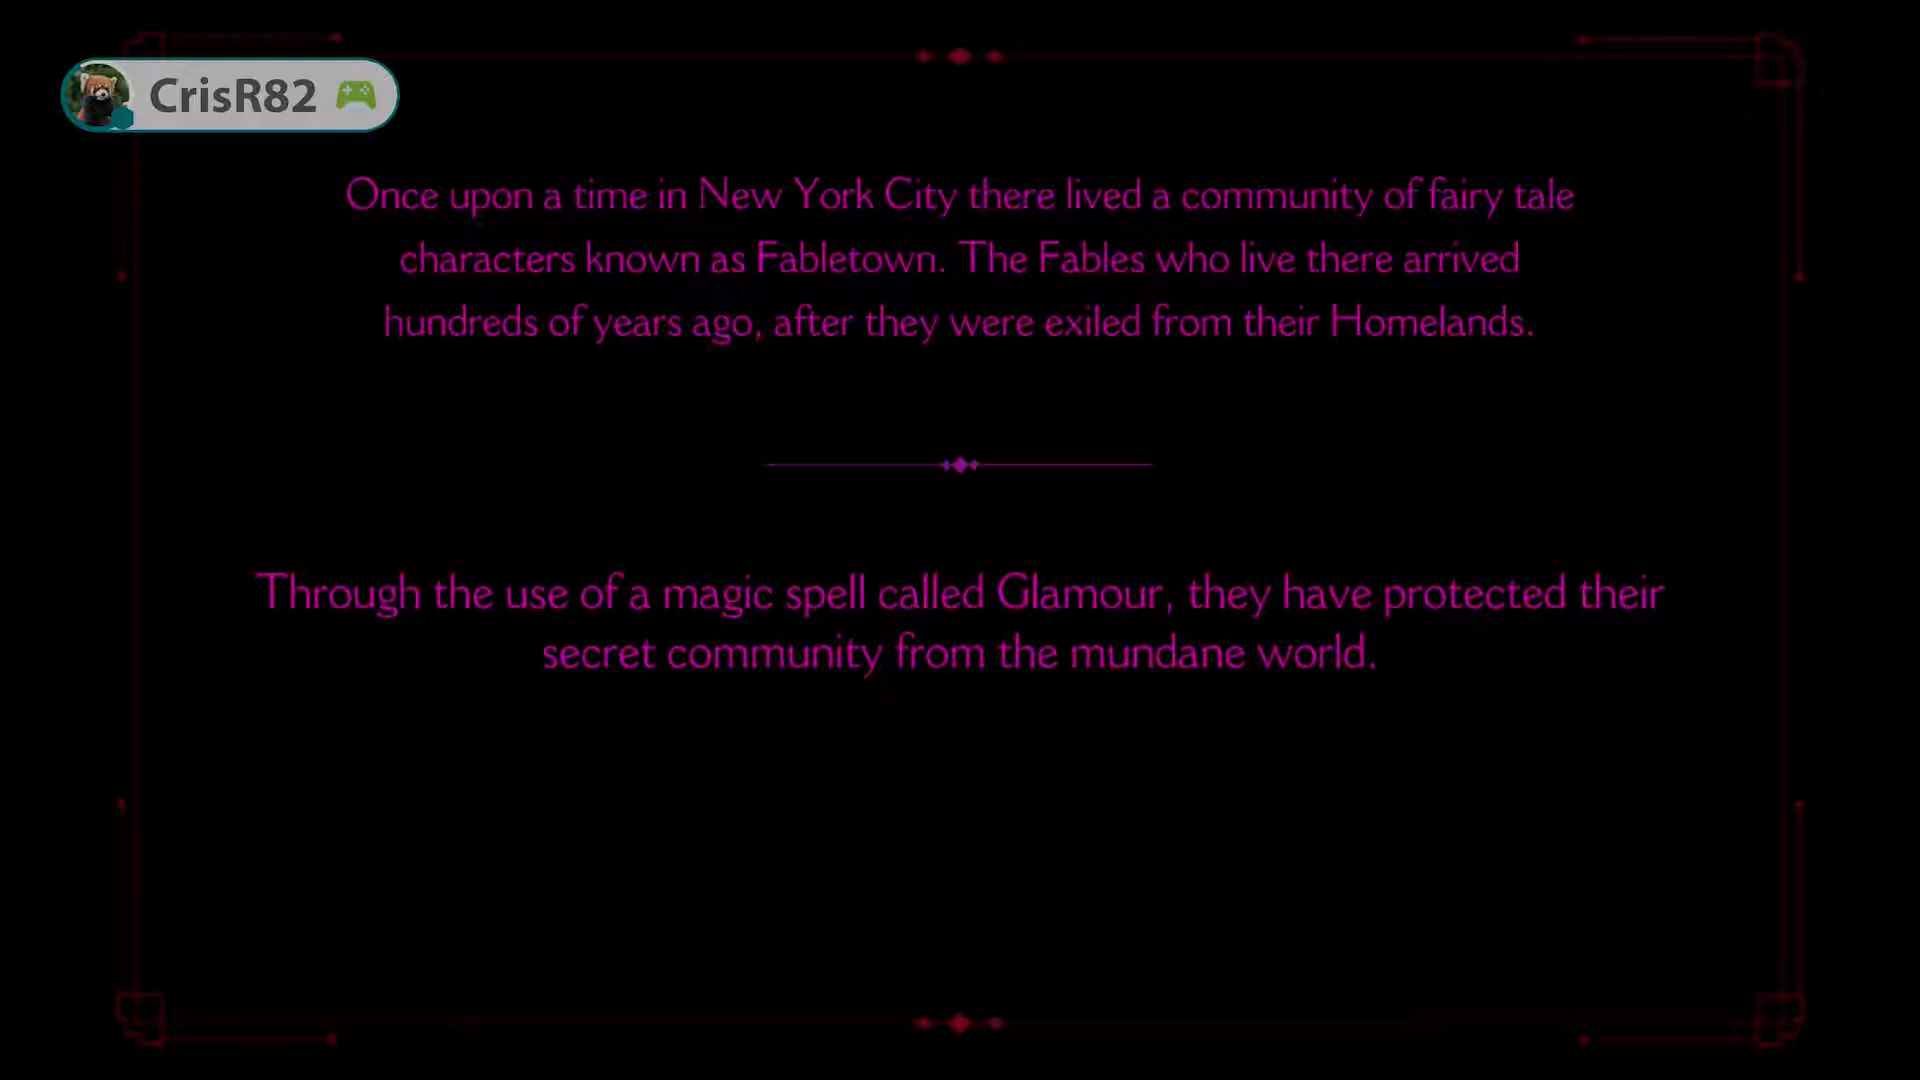 CrisR82
Once upon a time in New York City there lived a community of fairy tale
characters known as Fabletown. The Fables who live there arrived
hundreds of years ago, after they were exiled from their Homelands.
Through the use of a magic spell called Glamour, they have protected their
secret community from the mundane world.